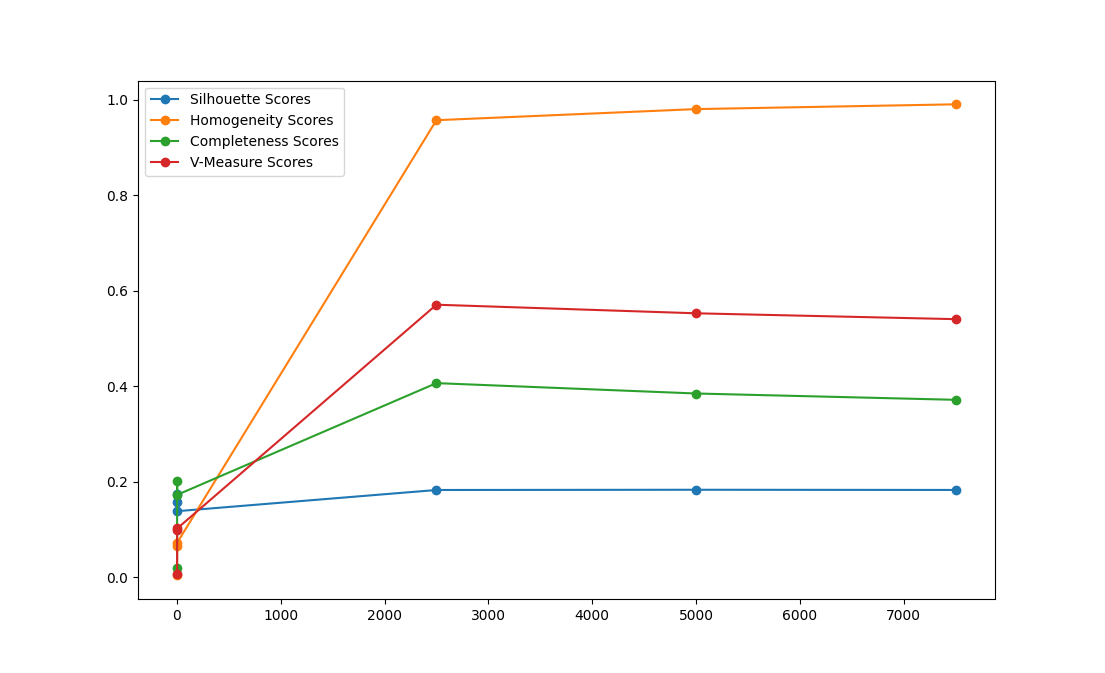 Silhouette Scores
Homogeneity Scores
Completeness Scores
V-Measure Scores
1.0
0.8
0.6
0.4
0.2
0.0
0 1000 2000 3000 4000 5000 6000 7000